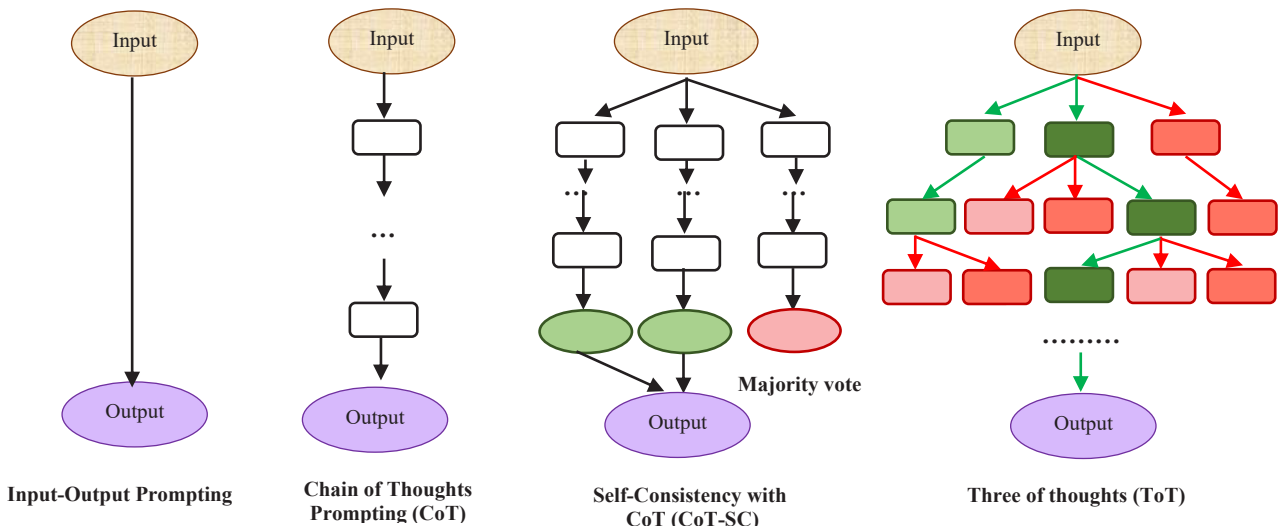 Input
Input
Input
Input
...
...
...
...
.........
Majority vote
Output
Output
Output
Output
Input-Output Prompting
Chain of Thoughts
Prompting (CoT)
Self-Consistency with
CoT (CoT-SC)
Three of thoughts (ToT)